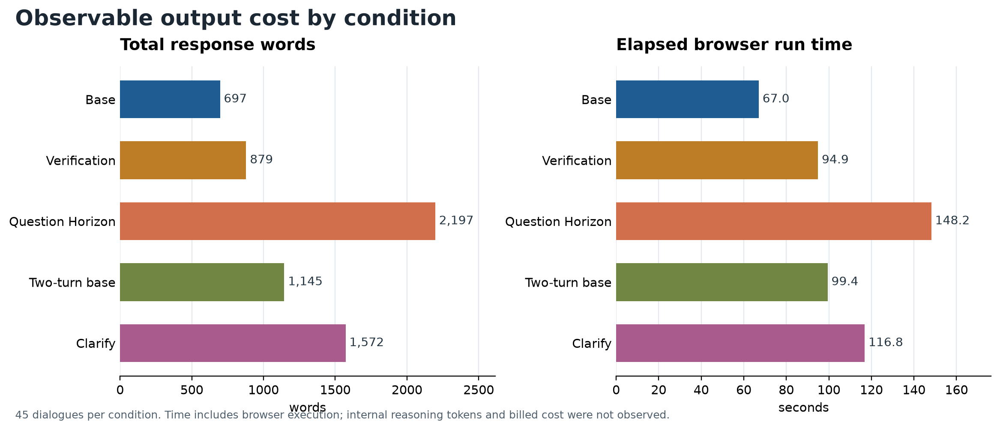 Observable output cost by condition
Total response words
Base
697
Verification
879
Question Horizon
2,197
Two-turn base
1,145
Clarify
1,572
0 500 1000 1500 2000 2500
words
Elapsed browser run time
Base
67.0
Verification
94.9
Question Horizon
148.2
Two-turn base
99.4
Clarify
116.8
0 20 40 60 80 100 120 140 160
seconds
45 dialogues per condition. Time includes browser execution; internal reasoning tokens and billed cost were not observed.